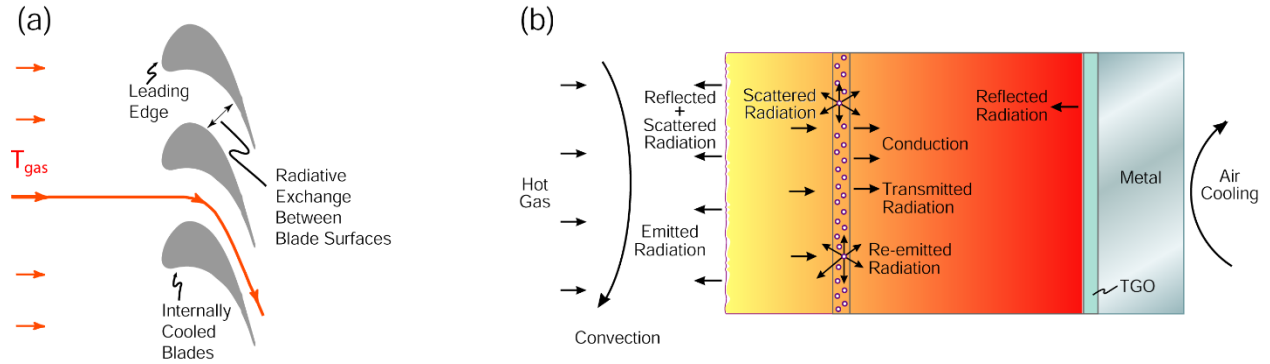 (a)
Leading
Edge
T_gas
Radiative
Exchange
Between
Blade Surfaces
Internally
Cooled
Blades
(b)
Hot
Gas
Convection
Reflected
+
Scattered
Radiation
Emitted
Radiation
Scattered
Radiation
Conduction
Transmitted
Radiation
Re-emitted
Radiation
Reflected
Radiation
TGO
Metal
Air
Cooling